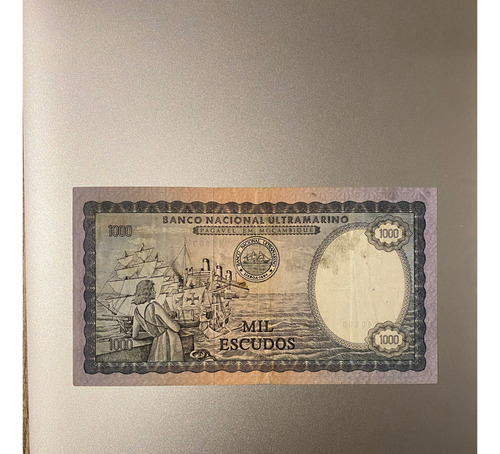 BANCO NACIONAL ULTRAMARINO
PAGAVEL EM MOÇAMBIQUE
1000
1000
MIL
ESCUDOS
1000
1000